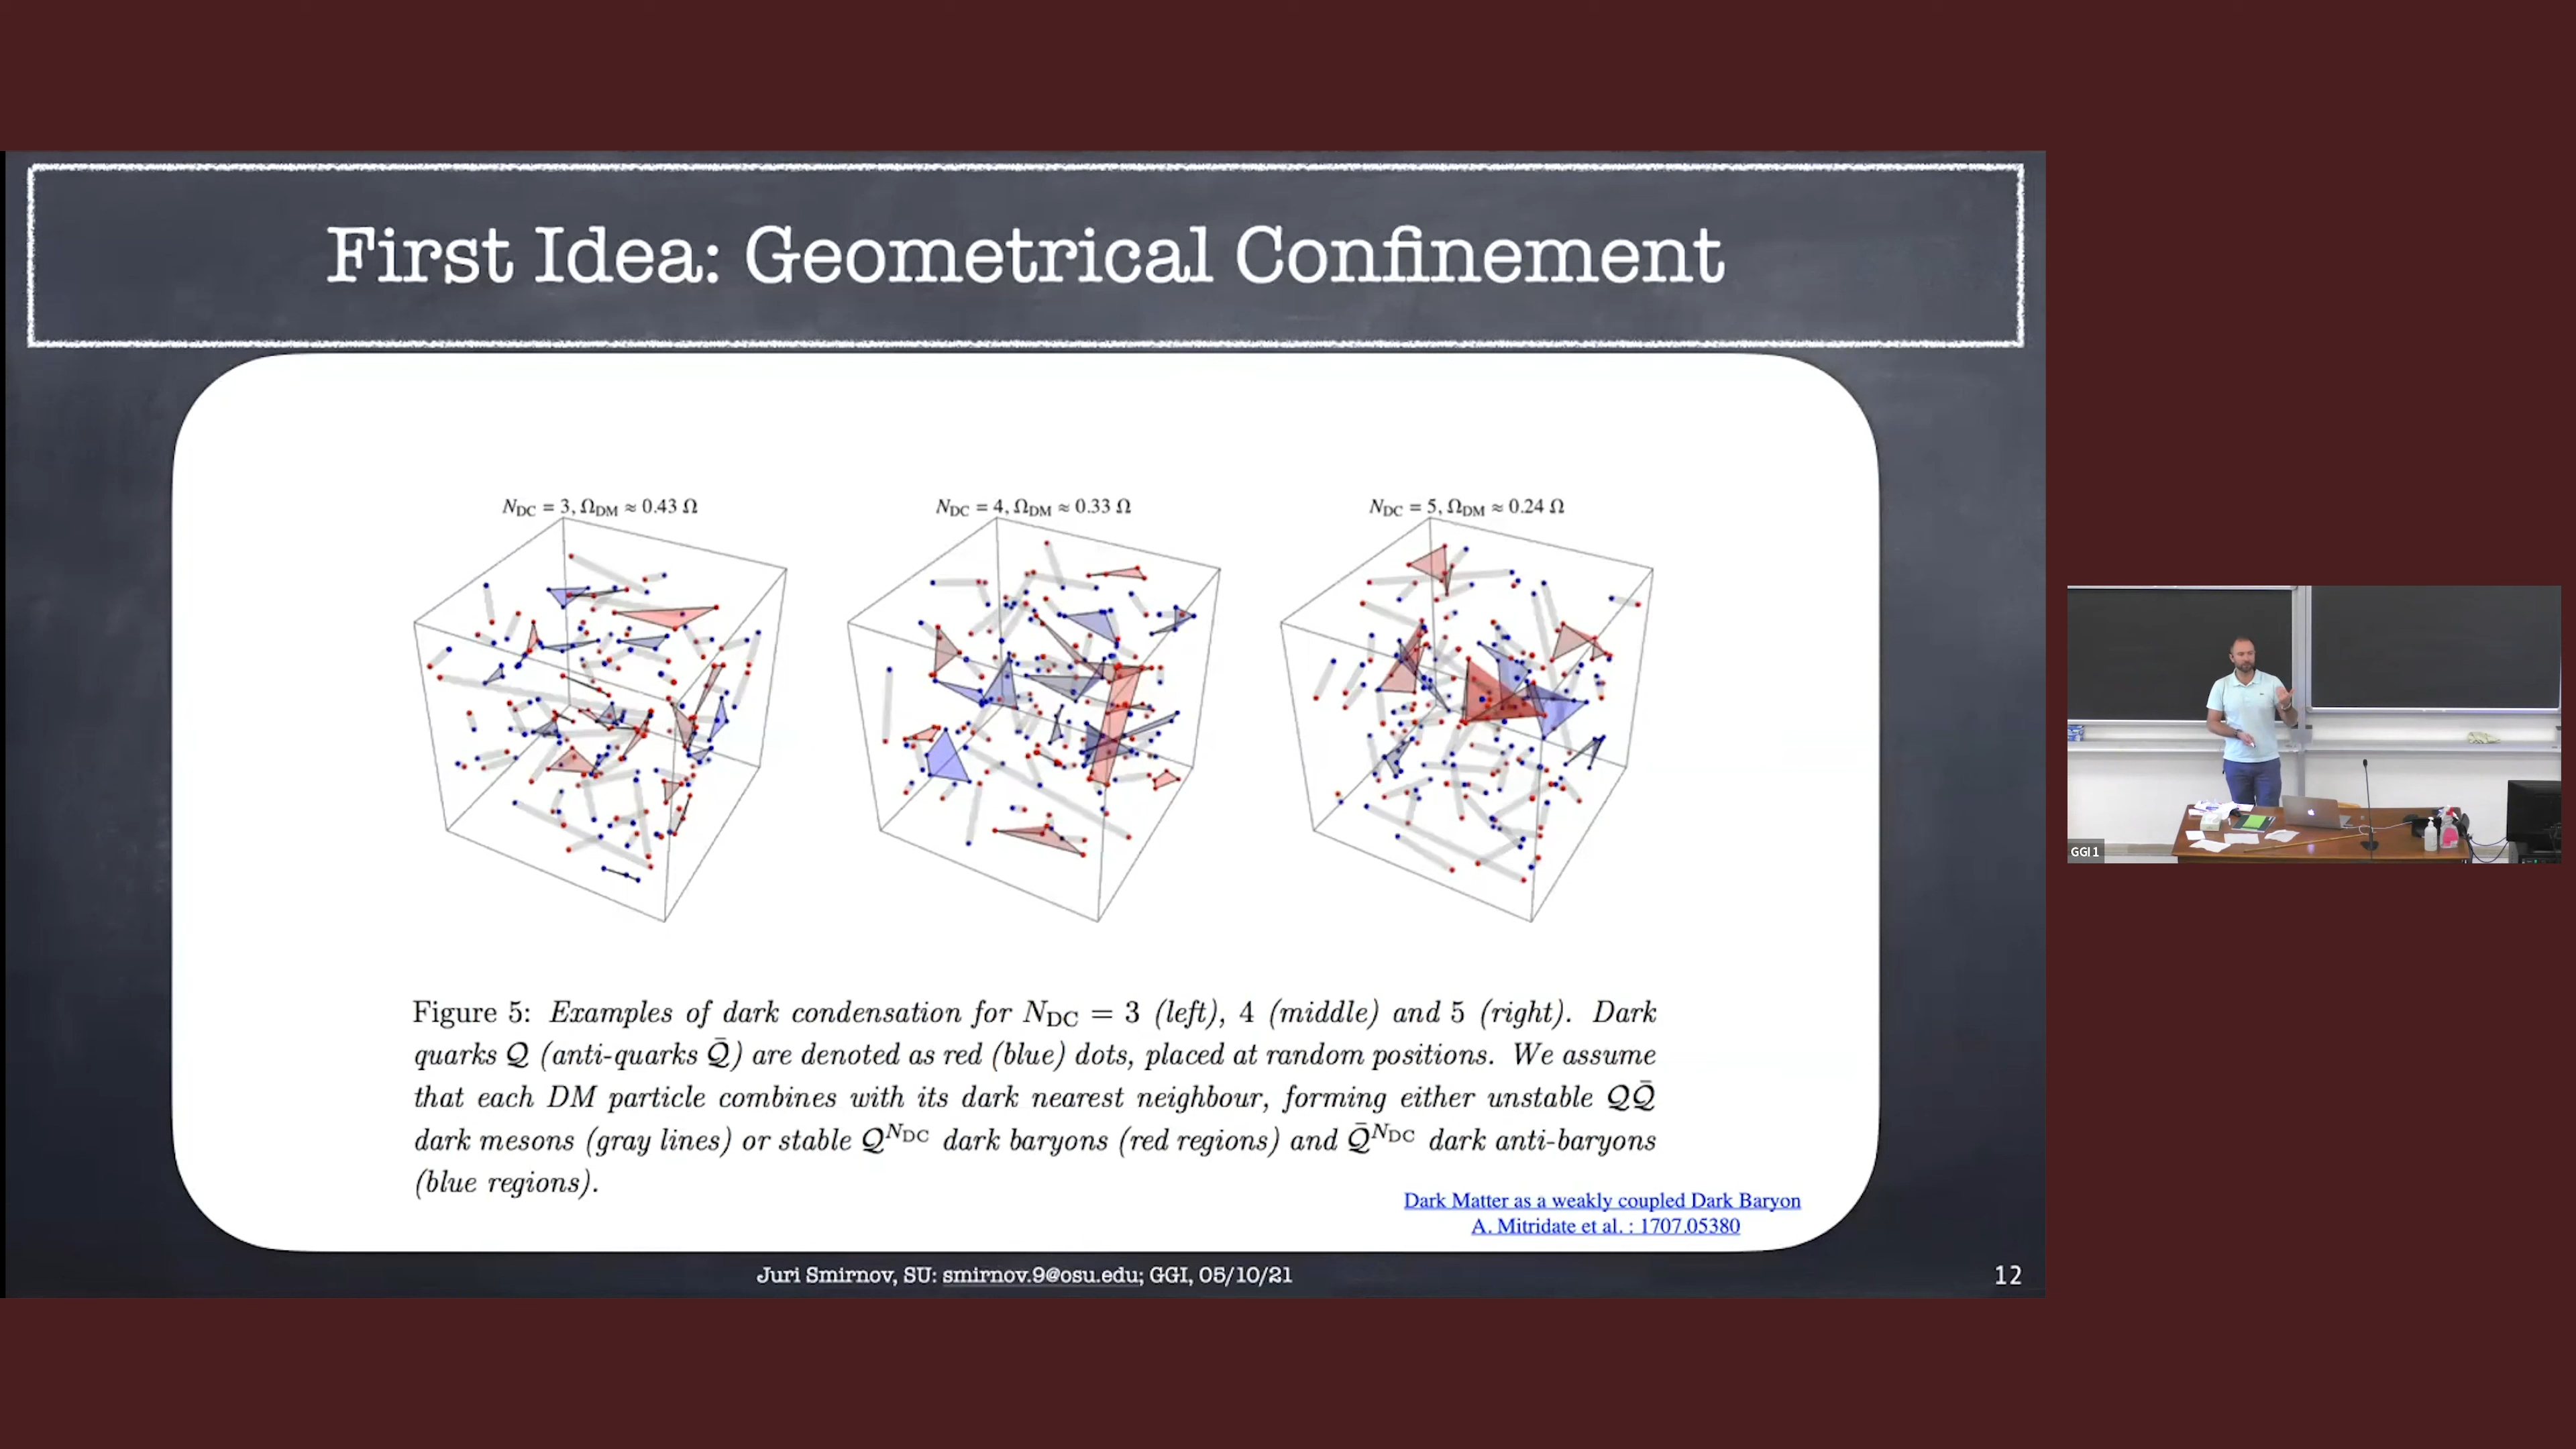 First Idea: Geometrical Confinement
N_DC = 3, Ω_DM ≈ 0.43 Ω
N_DC = 4, Ω_DM ≈ 0.33 Ω
N_DC = 5, Ω_DM ≈ 0.24 Ω
Figure 5: Examples of dark condensation for N_DC = 3 (left), 4 (middle) and 5 (right). Dark
quarks Q (anti-quarks Q̄) are denoted as red (blue) dots, placed at random positions. We assume
that each DM particle combines with its dark nearest neighbour, forming either unstable QQ̄
dark mesons (gray lines) or stable Q^N_DC dark baryons (red regions) and Q̄^N_DC dark anti-baryons
(blue regions).
Dark Matter as a weakly coupled Dark Baryon
A. Mitridate et al. : 1707.05380
Juri Smirnov, SU: smirnov.9@osu.edu; GGI, 05/10/21
12
GGI 1